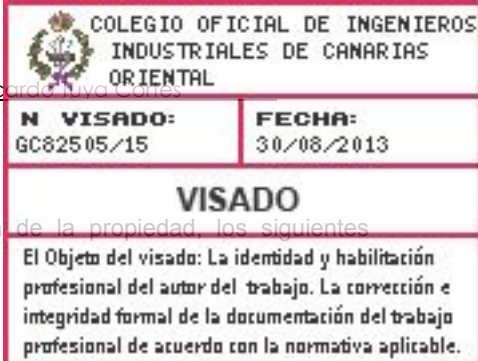 COLEGIO OFICIAL DE INGENIEROS
INDUSTRIALES DE CANARIAS
ORIENTAL
Cortés
N VISADO:
FECHA:
GC82505/15
30/08/2013
VISADO
de la propiedad, los siguientes
El Objeto del visado: La identidad y habilitación
profesional del autor del trabajo. La corrección e
integridad formal de la documentación del trabajo
profesional de acuerdo con la normativa aplicable.